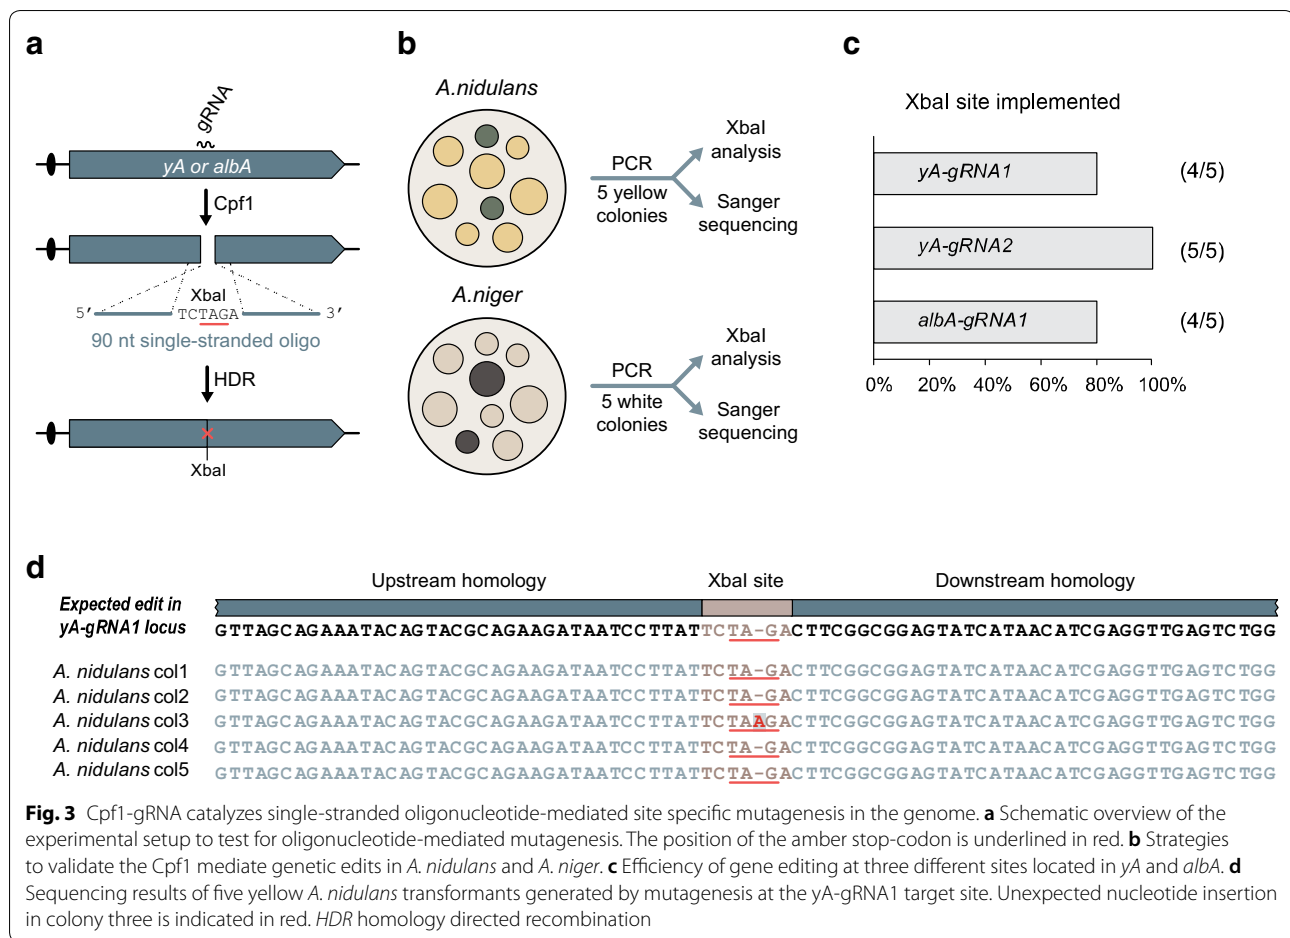 a
gRNA
yA or albA
Cpf1
XbaI
5’ TCTAGA 3’
90 nt single-stranded oligo
HDR
XbaI
b
A.nidulans
PCR
5 yellow
colonies
XbaI
analysis
Sanger
sequencing
A.niger
PCR
5 white
colonies
XbaI
analysis
Sanger
sequencing
c
XbaI site implemented
yA-gRNA1 (4/5)
yA-gRNA2 (5/5)
albA-gRNA1 (4/5)
0% 20% 40% 60% 80% 100%
d
Upstream homology XbaI site Downstream homology
Expected edit in
yA-gRNA1 locus GTTAGCAGAAATACAGTACGCAGAAGATAATCCTTATTCTA-GACTTCGGCGGAGTATCATAACATCGAGGTTGAGTCTGG
A. nidulans col1 GTTAGCAGAAATACAGTACGCAGAAGATAATCCTTATTCTA-GACTTCGGCGGAGTATCATAACATCGAGGTTGAGTCTGG
A. nidulans col2 GTTAGCAGAAATACAGTACGCAGAAGATAATCCTTATTCTA-GACTTCGGCGGAGTATCATAACATCGAGGTTGAGTCTGG
A. nidulans col3 GTTAGCAGAAATACAGTACGCAGAAGATAATCCTTATTCTAAGACTTCGGCGGAGTATCATAACATCGAGGTTGAGTCTGG
A. nidulans col4 GTTAGCAGAAATACAGTACGCAGAAGATAATCCTTATTCTA-GACTTCGGCGGAGTATCATAACATCGAGGTTGAGTCTGG
A. nidulans col5 GTTAGCAGAAATACAGTACGCAGAAGATAATCCTTATTCTA-GACTTCGGCGGAGTATCATAACATCGAGGTTGAGTCTGG
Fig. 3 Cpf1-gRNA catalyzes single-stranded oligonucleotide-mediated site specific mutagenesis in the genome. a Schematic overview of the
experimental setup to test for oligonucleotide-mediated mutagenesis. The position of the amber stop-codon is underlined in red. b Strategies
to validate the Cpf1 mediate genetic edits in A. nidulans and A. niger. c Efficiency of gene editing at three different sites located in yA and albA. d
Sequencing results of five yellow A. nidulans transformants generated by mutagenesis at the yA-gRNA1 target site. Unexpected nucleotide insertion
in colony three is indicated in red. HDR homology directed recombination